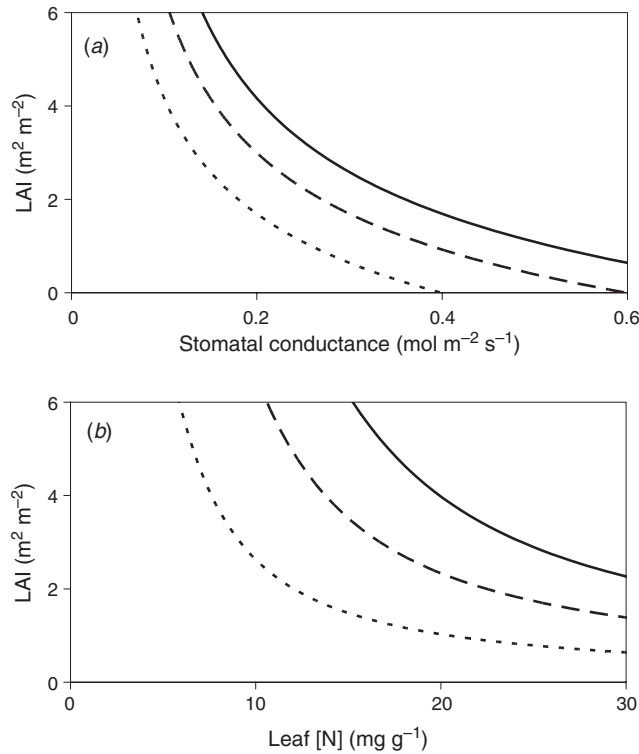 6
(a)
4
LAI (m² m⁻²)
2
0
0 0.2 0.4 0.6
Stomatal conductance (mol m⁻² s⁻¹)
6
(b)
4
LAI (m² m⁻²)
2
0
0 10 20 30
Leaf [N] (mg g⁻¹)